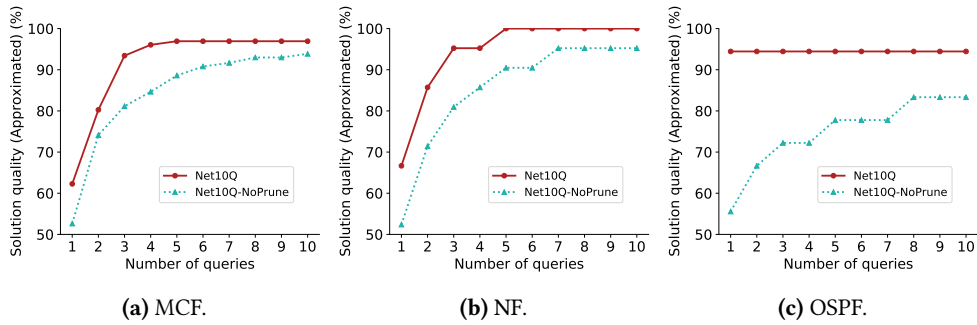 Solution quality (Approximated) (%)
100
90
80
70
60
50
Net10Q
Net10Q-NoPrune
1 2 3 4 5 6 7 8 9 10
Number of queries
(a) MCF.
Solution quality (Approximated) (%)
100
90
80
70
60
50
Net10Q
Net10Q-NoPrune
1 2 3 4 5 6 7 8 9 10
Number of queries
(b) NF.
Solution quality (Approximated) (%)
100
90
80
70
60
50
Net10Q
Net10Q-NoPrune
1 2 3 4 5 6 7 8 9 10
Number of queries
(c) OSPF.